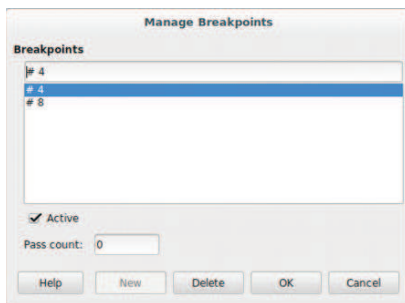 Manage Breakpoints
Breakpoints
# 4
# 4
# 8
Active
Pass count: 0
Help New Delete OK Cancel